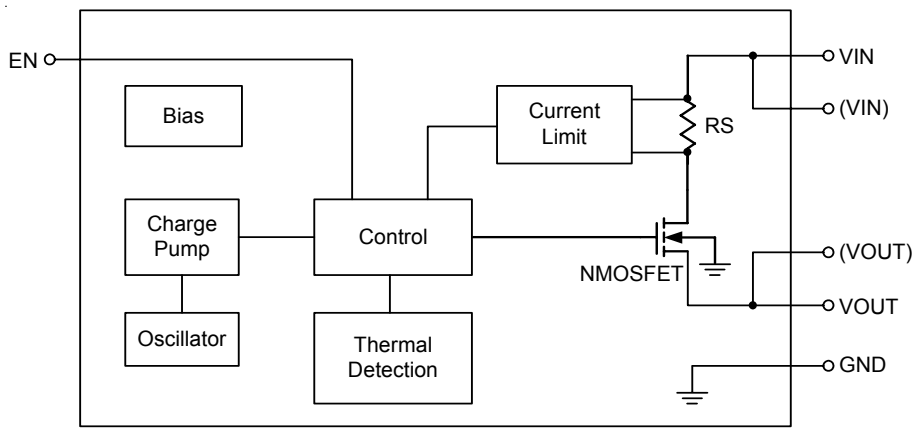 EN
VIN
Bias
Current
Limit
RS
(VIN)
Charge
Pump
Control
NMOSFET
(VOUT)
VOUT
Oscillator
Thermal
Detection
GND